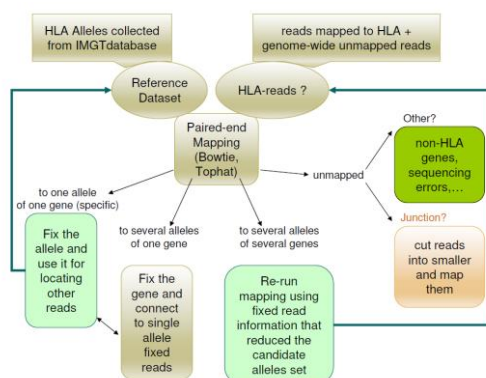 HLA Alleles collected
from IMGTdatabase
reads mapped to HLA +
genome-wide unmapped reads
Reference
Dataset
HLA-reads ?
Paired-end
Mapping
(Bowtie,
Tophat)
unmapped
Other?
non-HLA
genes,
sequencing
errors,...
Junction?
cut reads
into smaller
and map
them
to one allele
of one gene (specific)
to several alleles
of one gene
to several alleles
of several genes
Fix the
allele and
use it for
locating
other
reads
Fix the
gene and
connect to
single
allele
fixed
reads
Re-run
mapping using
fixed read
information that
reduced the
candidate
alleles set